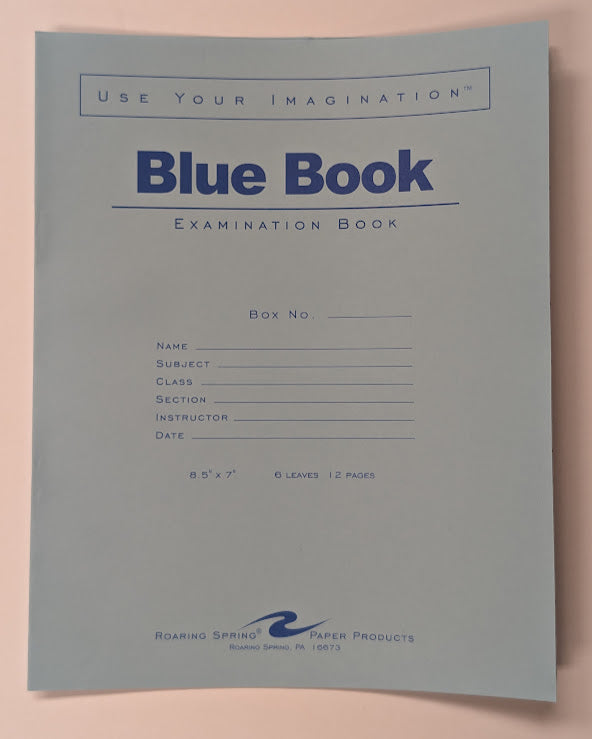 USE YOUR IMAGINATION™
Blue Book
EXAMINATION BOOK
BOX NO.
NAME
SUBJECT
CLASS
SECTION
INSTRUCTOR
DATE
8.5" X 7" 6 LEAVES 12 PAGES
ROARING SPRING® PAPER PRODUCTS
ROARING SPRING, PA 16673